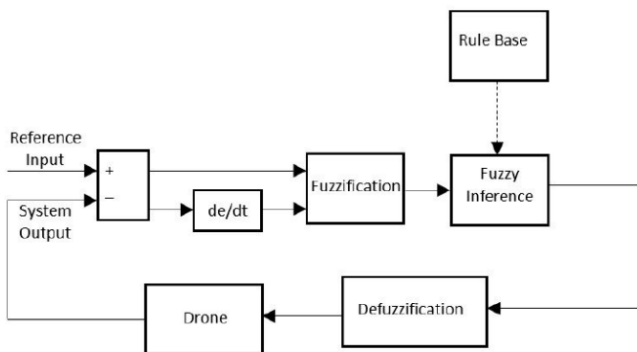 Rule Base
Reference
Input
+
−
System
Output
de/dt
Fuzzification
Fuzzy
Inference
Drone
Defuzzification